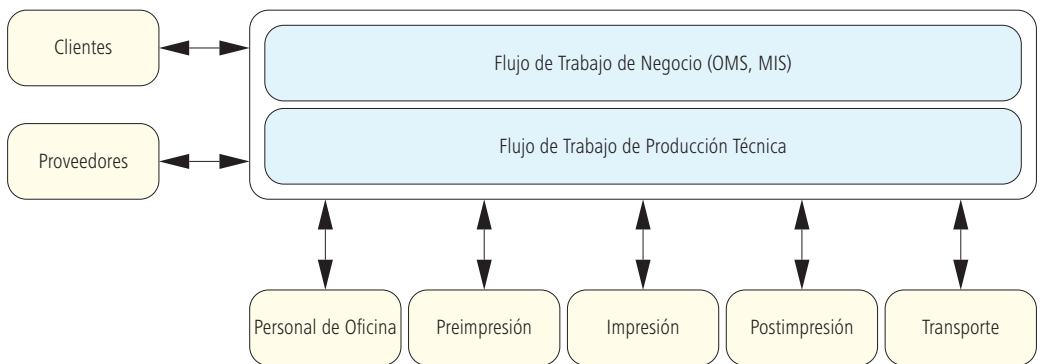 Clientes
Flujo de Trabajo de Negocio (OMS, MIS)
Flujo de Trabajo de Producción Técnica
Proveedores
Personal de Oficina
Preimpresión
Impresión
Postimpresión
Transporte